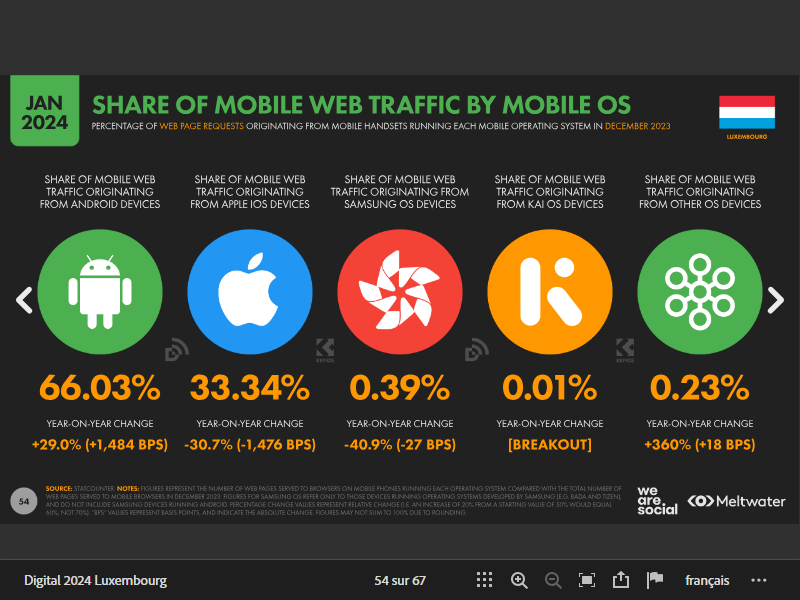 JAN
2024
SHARE OF MOBILE WEB TRAFFIC BY MOBILE OS
PERCENTAGE OF WEB PAGE REQUESTS ORIGINATING FROM MOBILE HANDSETS RUNNING EACH MOBILE OPERATING SYSTEM IN DECEMBER 2023
LUXEMBOURG
SHARE OF MOBILE WEB
TRAFFIC ORIGINATING
FROM ANDROID DEVICES
SHARE OF MOBILE WEB
TRAFFIC ORIGINATING
FROM APPLE IOS DEVICES
SHARE OF MOBILE WEB
TRAFFIC ORIGINATING FROM
SAMSUNG OS DEVICES
SHARE OF MOBILE WEB
TRAFFIC ORIGINATING
FROM KAI OS DEVICES
SHARE OF MOBILE WEB
TRAFFIC ORIGINATING
FROM OTHER OS DEVICES
KEPIOS
KEPIOS
66.03%
33.34%
0.39%
0.01%
0.23%
YEAR-ON-YEAR CHANGE
YEAR-ON-YEAR CHANGE
YEAR-ON-YEAR CHANGE
YEAR-ON-YEAR CHANGE
YEAR-ON-YEAR CHANGE
+29.0% (+1,484 BPS)
-30.7% (-1,476 BPS)
-40.9% (-27 BPS)
[BREAKOUT]
+360% (+18 BPS)
54
SOURCE: STATCOUNTER. NOTES: FIGURES REPRESENT THE NUMBER OF WEB PAGES SERVED TO BROWSERS ON MOBILE PHONES RUNNING EACH OPERATING SYSTEM COMPARED WITH THE TOTAL NUMBER OF
WEB PAGES SERVED TO MOBILE BROWSERS IN DECEMBER 2023. FIGURES FOR SAMSUNG OS REFER ONLY TO THOSE DEVICES RUNNING OPERATING SYSTEMS DEVELOPED BY SAMSUNG (E.G. BADA AND TIZEN),
AND DO NOT INCLUDE SAMSUNG DEVICES RUNNING ANDROID. PERCENTAGE CHANGE VALUES REPRESENT RELATIVE CHANGE (I.E. AN INCREASE OF 20% FROM A STARTING VALUE OF 50% WOULD EQUAL
60%, NOT 70%). "BPS" VALUES REPRESENT BASIS POINTS, AND INDICATE THE ABSOLUTE CHANGE. FIGURES MAY NOT SUM TO 100% DUE TO ROUNDING.
we
are.
social
Meltwater
Digital 2024 Luxembourg
54 sur 67
français